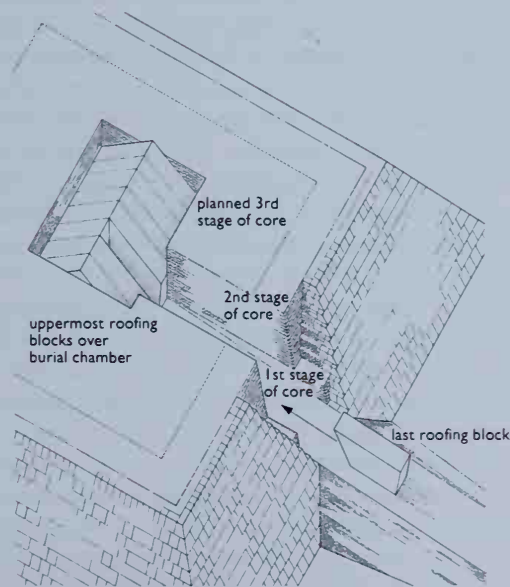 planned 3rd
stage of core
2nd stage
of core
uppermost roofing
blocks over
burial chamber
1st stage
of core
last roofing block